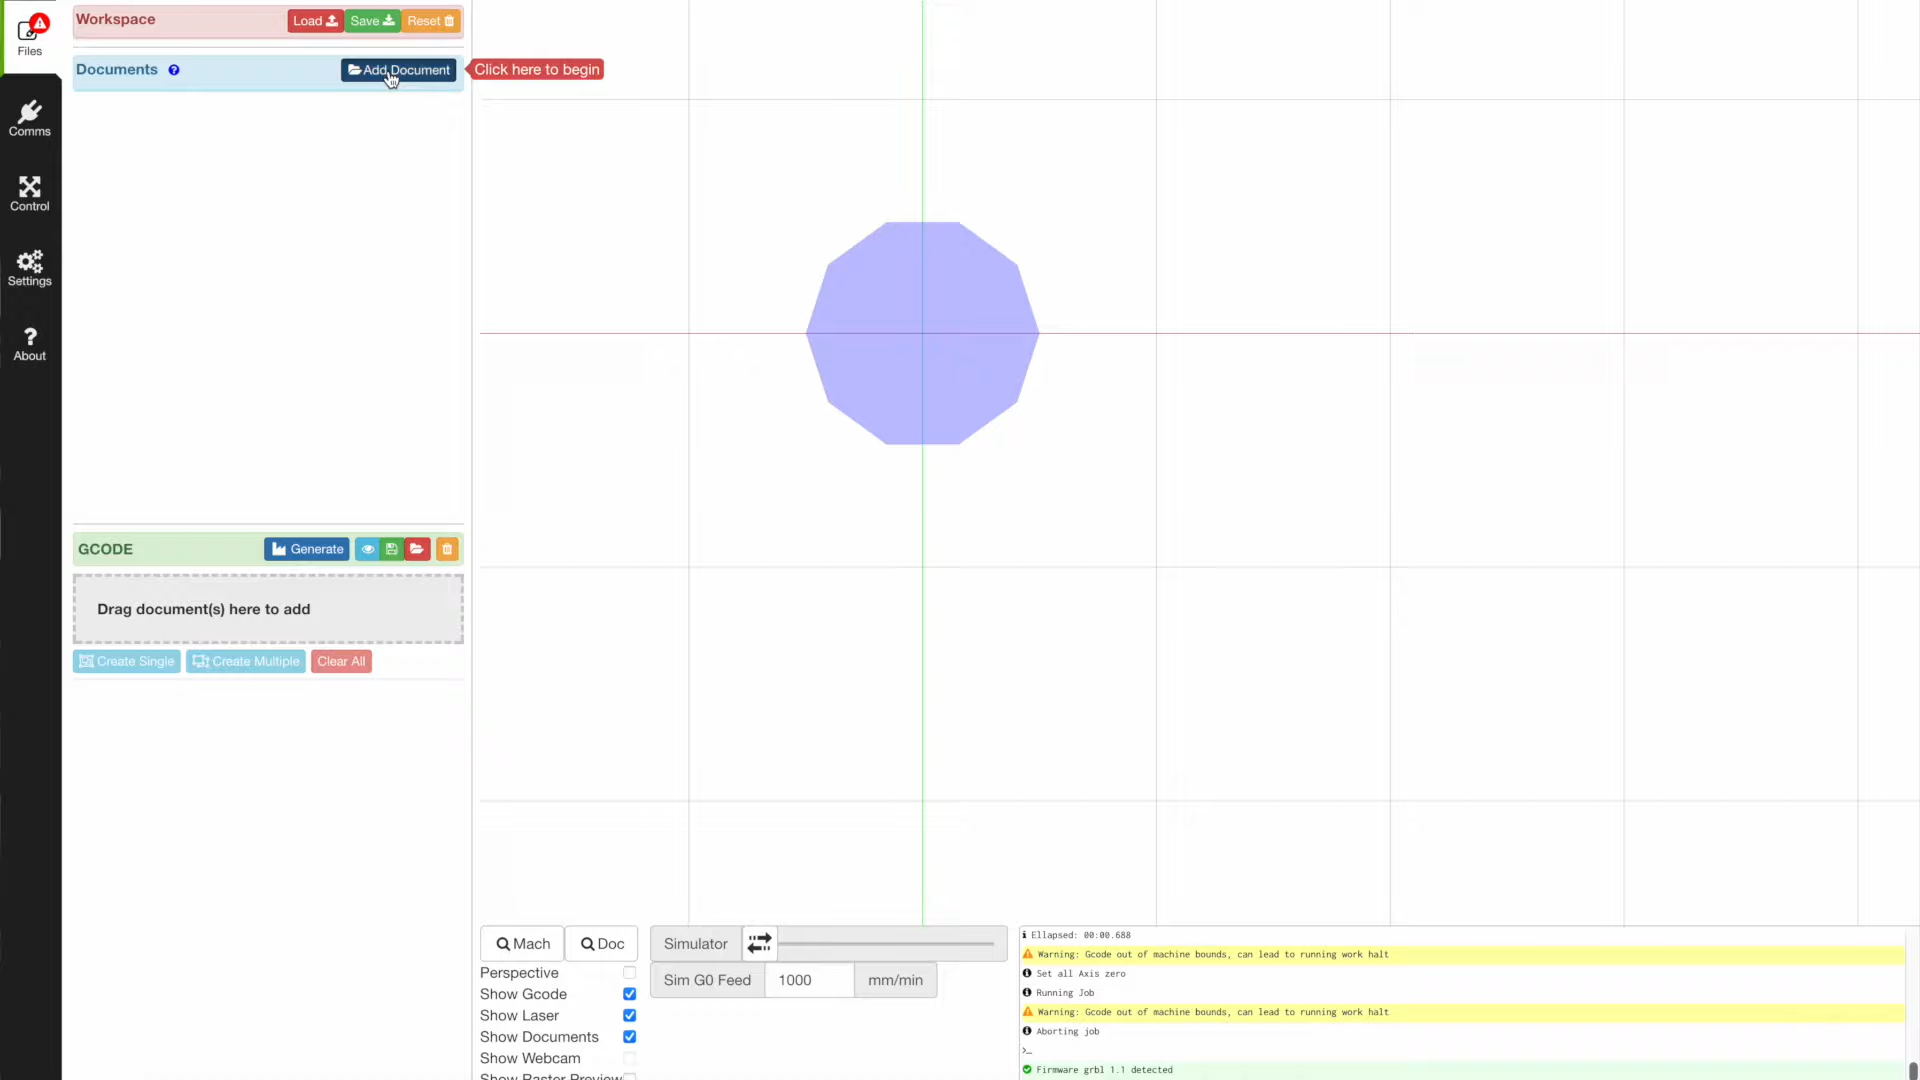 Files
Comms
Control
Settings
?
About
Workspace
Load
Save
Reset
Documents ?
Add Document
Click here to begin
GCODE
Generate
Drag document(s) here to add
Create Single
Create Multiple
Clear All
Mach
Doc
Perspective
Show Gcode
Show Laser
Show Documents
Show Webcam
Show Raster Preview
Simulator
Sim G0 Feed 1000 mm/min
Ellapsed: 00:00.688
Warning: Gcode out of machine bounds, can lead to running work halt
Set all Axis zero
Running Job
Warning: Gcode out of machine bounds, can lead to running work halt
Aborting job
>_
Firmware grbl 1.1 detected